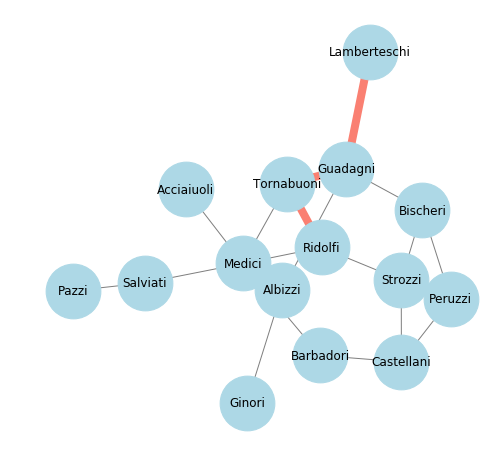 Lamberteschi
Guadagni
Tornabuoni
Acciaiuoli
Bischeri
Ridolfi
Medici
Strozzi
Salviati
Albizzi
Pazzi
Peruzzi
Barbadori
Castellani
Ginori